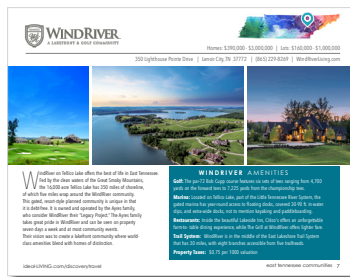 WINDRIVER
A LAKEFRONT & GOLF COMMUNITY
Homes: $390,000 - $3,000,000 | Lots: $160,000 - $1,000,000
350 Lighthouse Pointe Drive | Lenoir City, TN 37772 | (865) 229-8269 | WindRiverLiving.com
WindRiver on Tellico Lake offers the best of life in East Tennessee.
Fed by the clear waters of the Great Smoky Mountains,
the 16,000-acre Tellico Lake has 350 miles of shoreline,
of which five miles wrap around the WindRiver community.
This gated, resort-style planned community is unique in that
it is debt-free. It is owned and operated by the Ayres family,
who consider WindRiver their "Legacy Project." The Ayres family
takes great pride in WindRiver and can be seen on property
seven days a week and at most community events.
Their vision was to create a lakefront community where world-
class amenities blend with homes of distinction.
WINDRIVER AMENITIES
Golf: The par-72 Bob Cupp course features six sets of tees ranging from 4,700
yards on the forward tees to 7,225 yards from the championship tees.
Marina: Located on Tellico Lake, part of the Little Tennessee River System, the
gated marina has year-round access to floating docks, covered 30-90 ft. in-water
slips, and wake-side docks, not to mention kayaking and paddleboarding.
Restaurants: Inside the beautiful Lakeside Inn, Citico's offers an unforgettable
farm-to-table dining experience, while the Grill at WindRiver offers lighter fare.
Trail System: WindRiver is in the middle of the East Lakeshore Trail System
that has 30 miles, with eight branches accessible from five trailheads.
Property Taxes: $3.75 per 1000 valuation
ideal-LIVING.com/discovery/travel
east tennessee communities 7